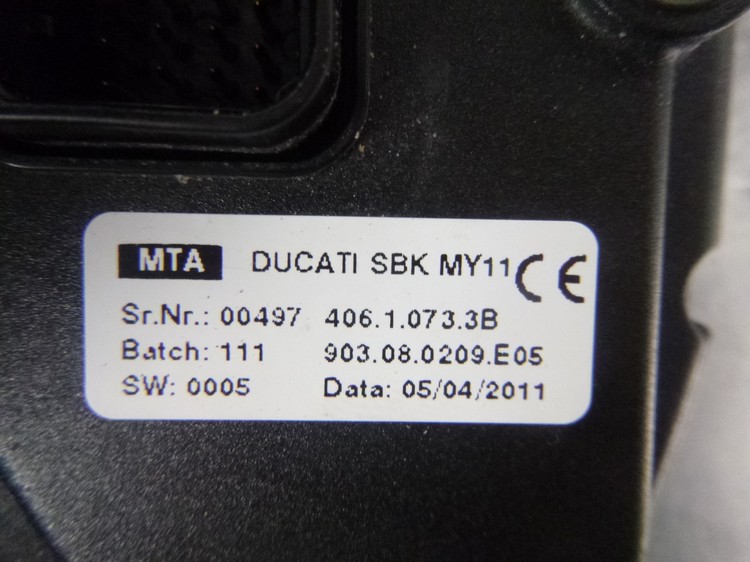 MTA DUCATI SBK MY11 CE
Sr.Nr.: 00497 406.1.073.3B
Batch: 111 903.08.0209.E05
SW: 0005 Data: 05/04/2011